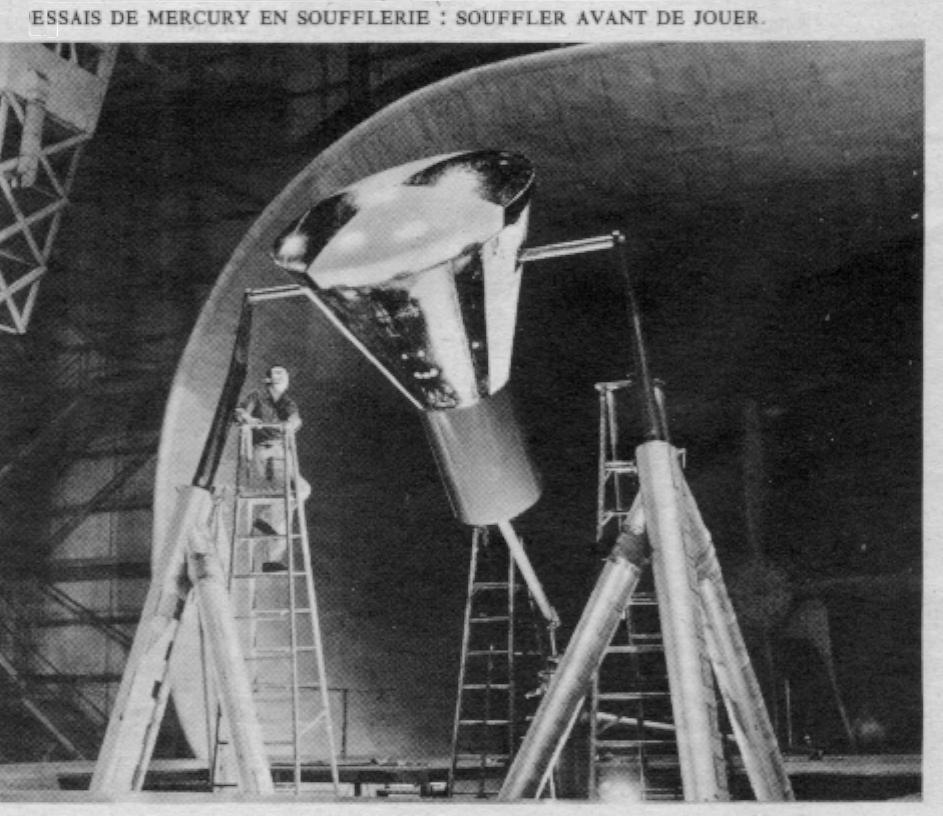 ESSAIS DE MERCURY EN SOUFFLERIE : SOUFFLER AVANT DE JOUER.